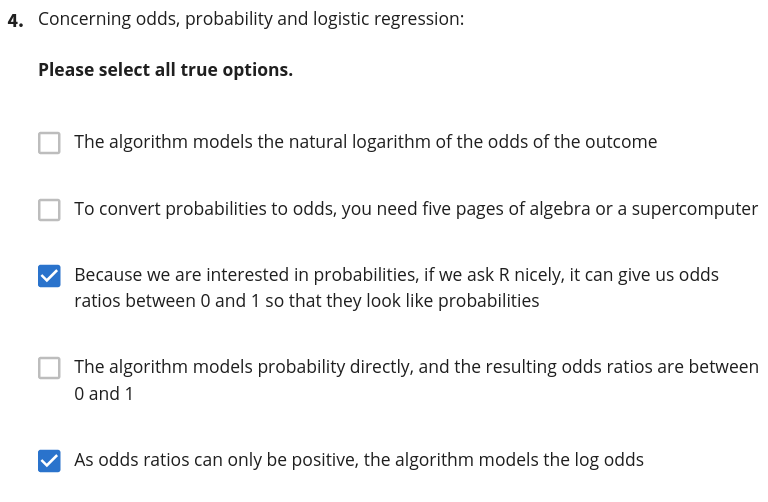 4. Concerning odds, probability and logistic regression:
Please select all true options.
The algorithm models the natural logarithm of the odds of the outcome
To convert probabilities to odds, you need five pages of algebra or a supercomputer
Because we are interested in probabilities, if we ask R nicely, it can give us odds
ratios between 0 and 1 so that they look like probabilities
The algorithm models probability directly, and the resulting odds ratios are between
0 and 1
As odds ratios can only be positive, the algorithm models the log odds